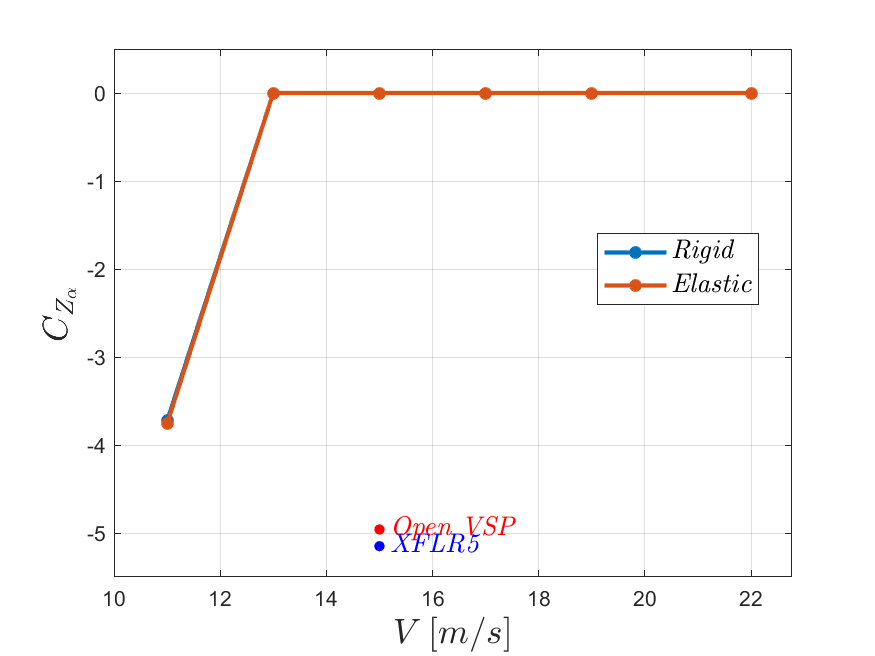 0
-1
-2
-3
-4
-5
C_{Z_α}
Rigid
Elastic
Open VSP
XFLR5
10 12 14 16 18 20 22
V [m/s]